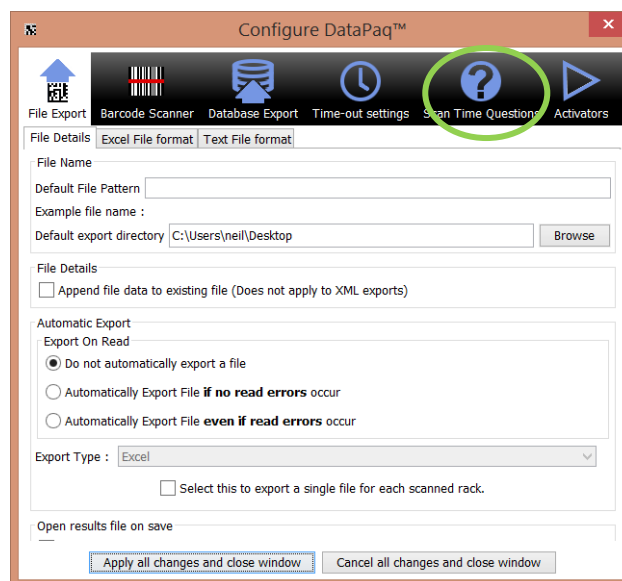 Configure DataPaq™
File Export Barcode Scanner Database Export Time-out settings Scan Time Questions Activators
File Details Excel File format Text File format
File Name
Default File Pattern
Example file name :
Default export directory C:\Users\neil\Desktop Browse
File Details
Append file data to existing file (Does not apply to XML exports)
Automatic Export
Export On Read
Do not automatically export a file
Automatically Export File if no read errors occur
Automatically Export File even if read errors occur
Export Type : Excel
Select this to export a single file for each scanned rack.
Open results file on save
Apply all changes and close window Cancel all changes and close window